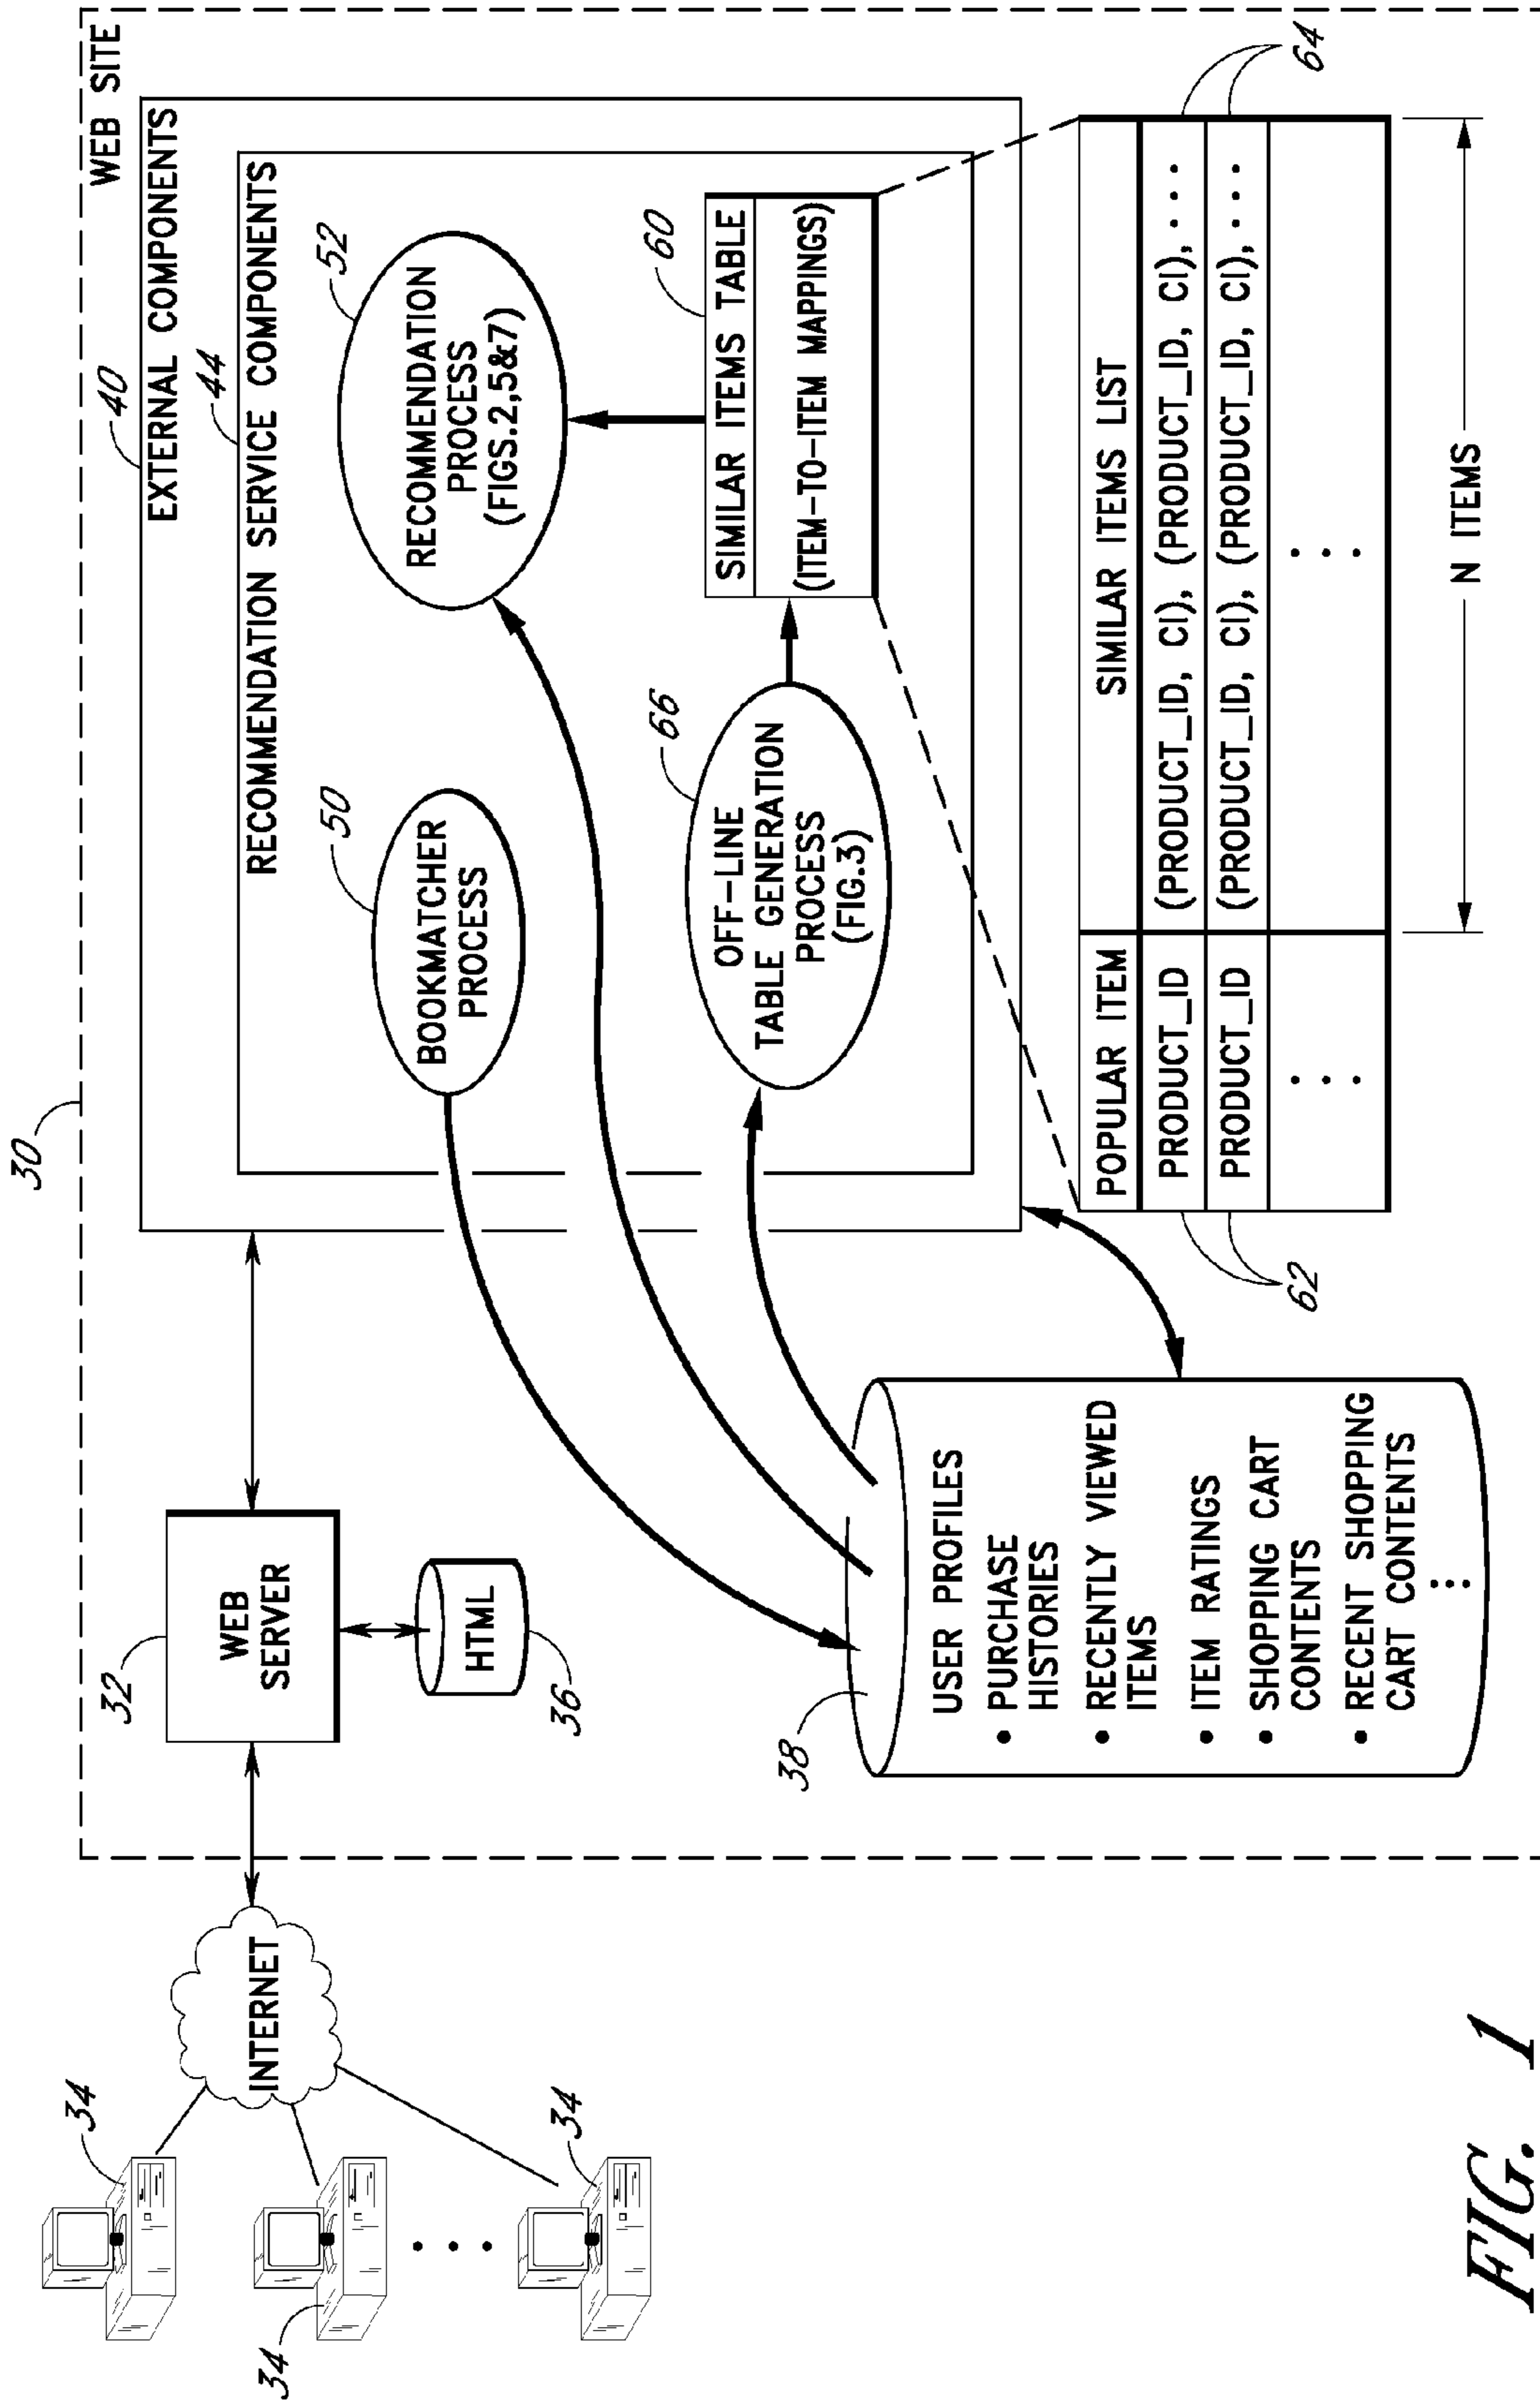 30
WEB SITE
40
EXTERNAL COMPONENTS
44
RECOMMENDATION SERVICE COMPONENTS
34
34
34
INTERNET
32
WEB
SERVER
HTML
36
50
BOOKMATCHER
PROCESS
52
RECOMMENDATION
PROCESS
(FIGS.2,5&7)
66
OFF-LINE
TABLE GENERATION
PROCESS
(FIG.3)
60
SIMILAR ITEMS TABLE
(ITEM-TO-ITEM MAPPINGS)
38
USER PROFILES
• PURCHASE
HISTORIES
• RECENTLY VIEWED
ITEMS
• ITEM RATINGS
• SHOPPING CART
CONTENTS
• RECENT SHOPPING
CART CONTENTS
POPULAR ITEM SIMILAR ITEMS LIST
PRODUCT_ID (PRODUCT_ID, CI), (PRODUCT_ID, CI), ...
PRODUCT_ID (PRODUCT_ID, CI), (PRODUCT_ID, CI), ...
62
64
N ITEMS
FIG. 1